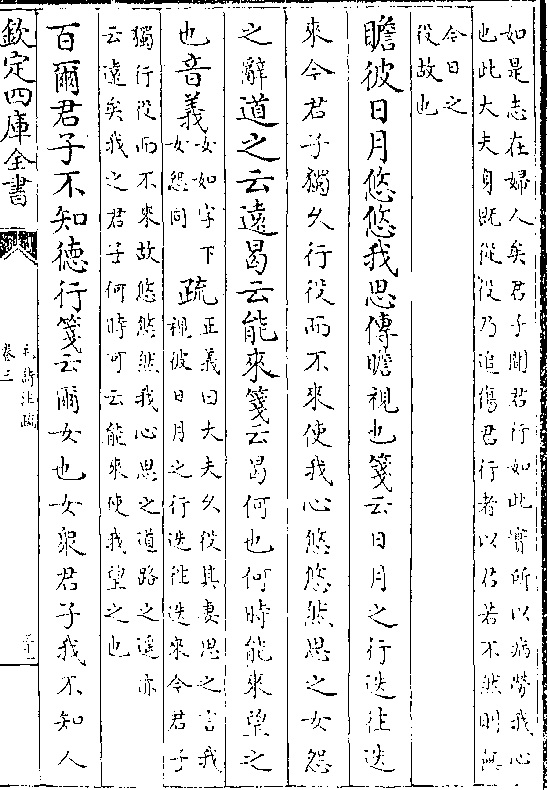 如是志在婦人矣君子聞君行如此實所以病勞我心
也此大夫身既從役乃追傷君行者以君若不然則無
今日之
役故也
瞻彼日月悠悠我思傳瞻視也箋云日月之行迭往迭
來今君子獨久行役而不來使我心悠悠然思之女怨
之辭道之云遠曷云能來箋云曷何也何時能來望之
也音義女如字下女怨同疏正義曰大夫久役其妻思之言我視彼日月之行迭往迭來今君子
獨行役而不來故悠悠然我心思之道路之遙亦
云遠矣我之君子何時可云能來使我望之也
百爾君子不知德行箋云爾女也女衆君子我不知人
欽定四庫全書
毛詩注疏
卷三